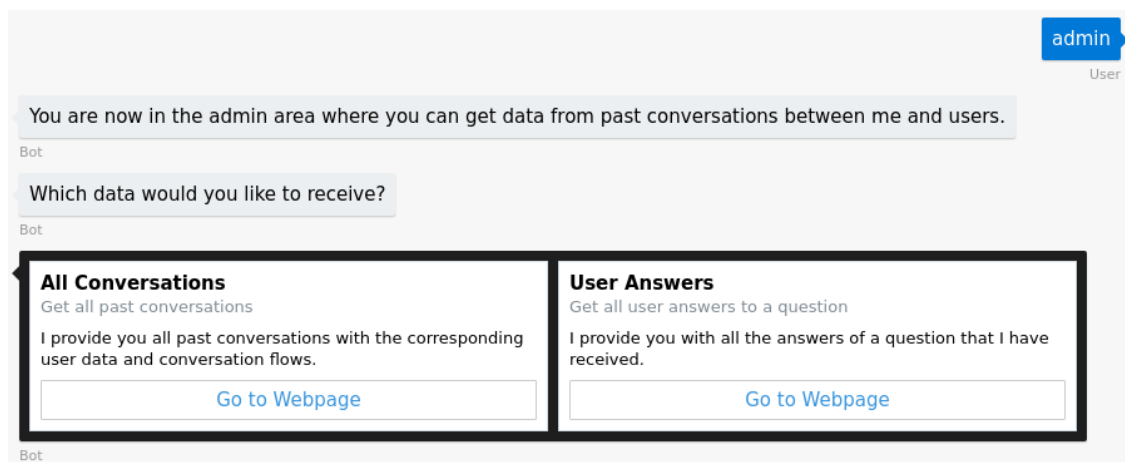 admin
User
You are now in the admin area where you can get data from past conversations between me and users.
Bot
Which data would you like to receive?
Bot
All Conversations
Get all past conversations
I provide you all past conversations with the corresponding
user data and conversation flows.
Go to Webpage
User Answers
Get all user answers to a question
I provide you with all the answers of a question that I have
received.
Go to Webpage
Bot